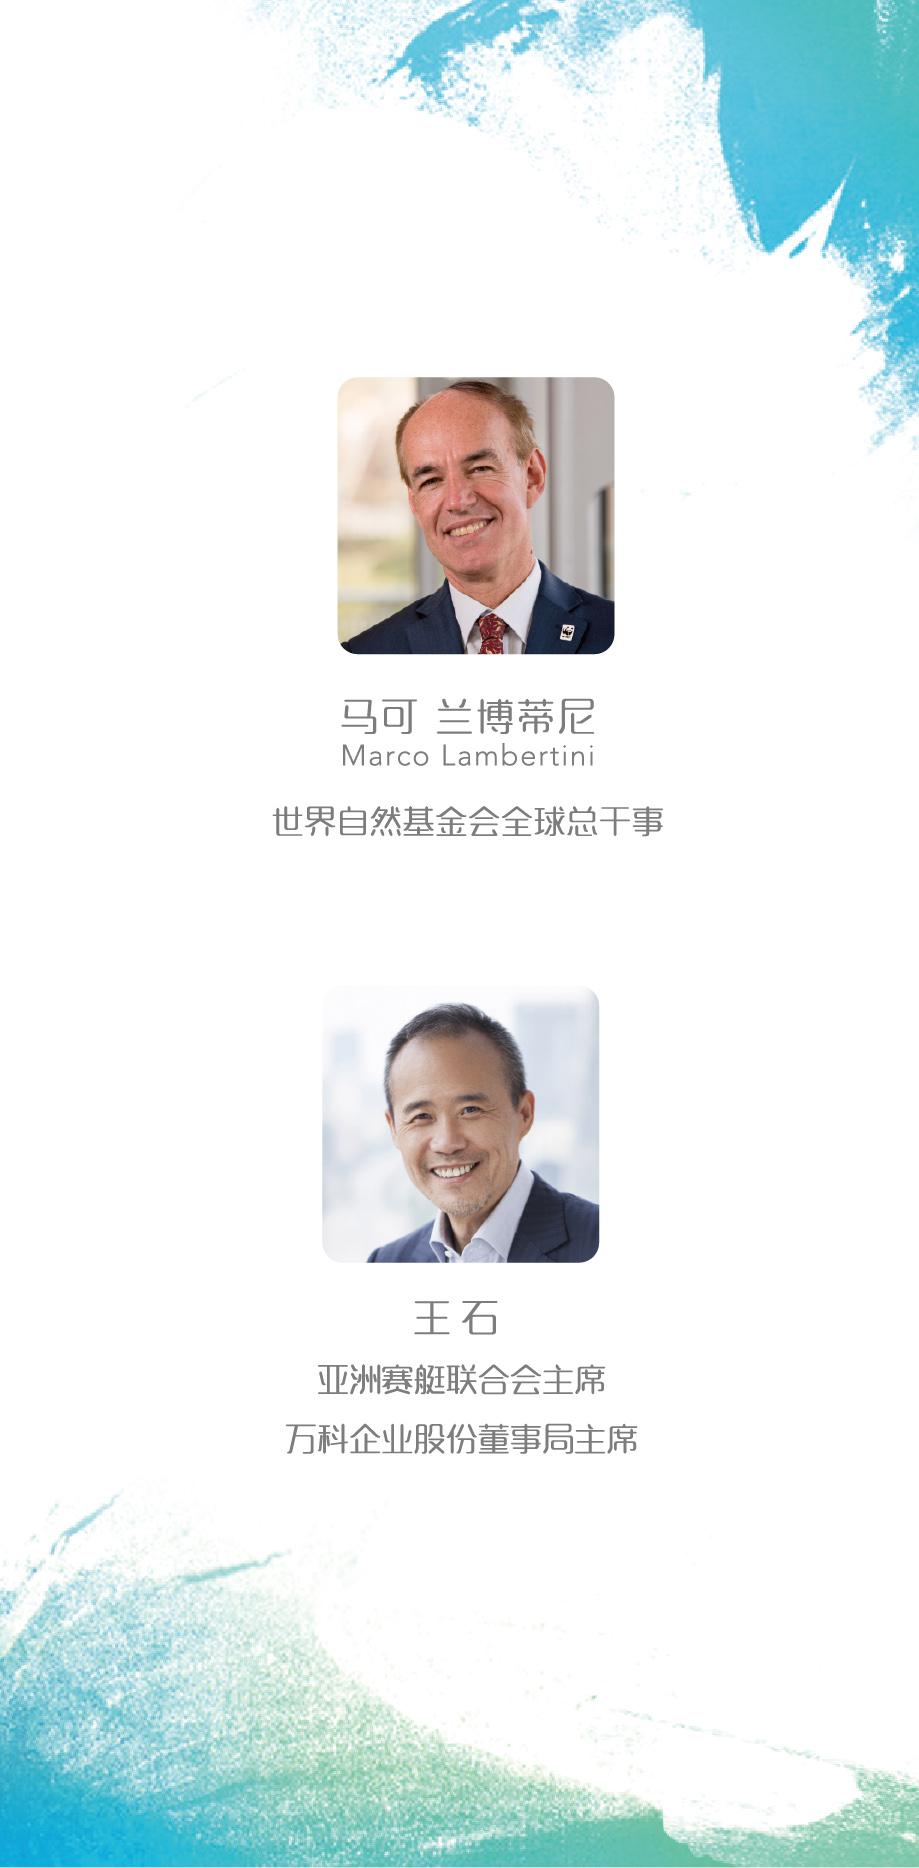 马可 兰博蒂尼
Marco Lambertini
世界自然基金会全球总干事
王 石
亚洲赛艇联合会主席
万科企业股份董事局主席